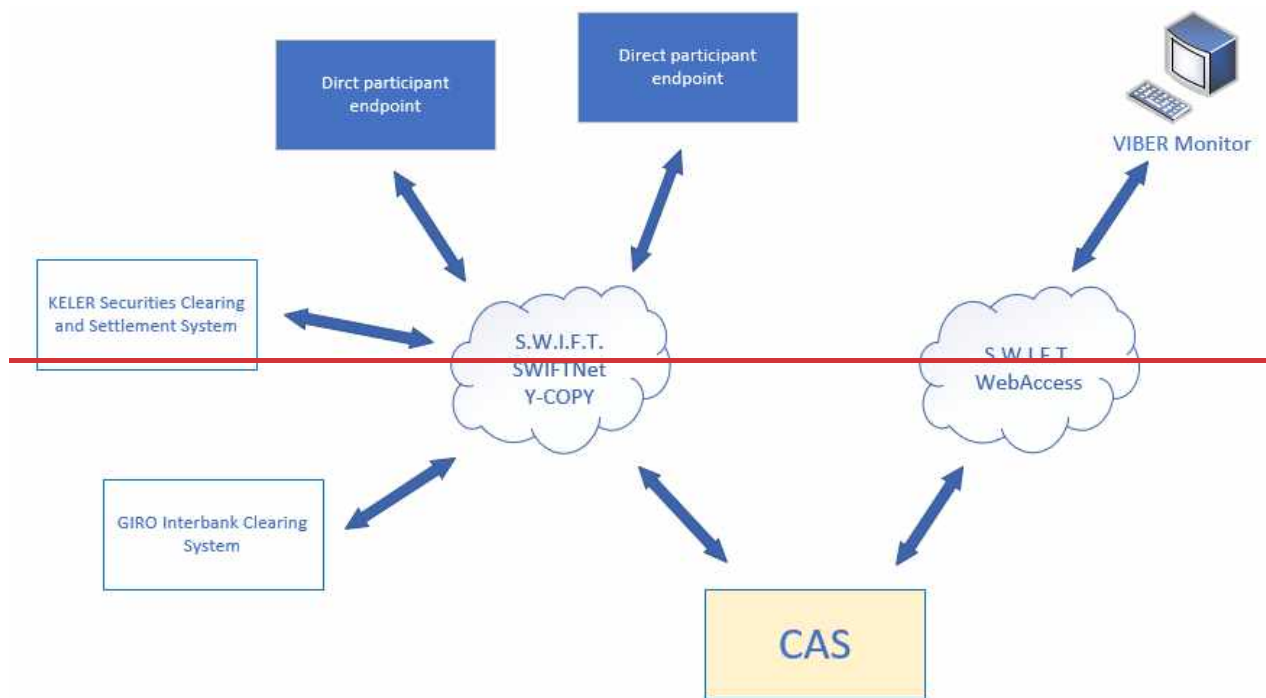 Dirct participant
endpoint
Direct participant
endpoint
VIBER Monitor
KELER Securities Clearing
and Settlement System
S.W.I.F.T.
SWIFTNet
Y-COPY
S.W.I.F.T.
WebAccess
GIRO Interbank Clearing
System
CAS